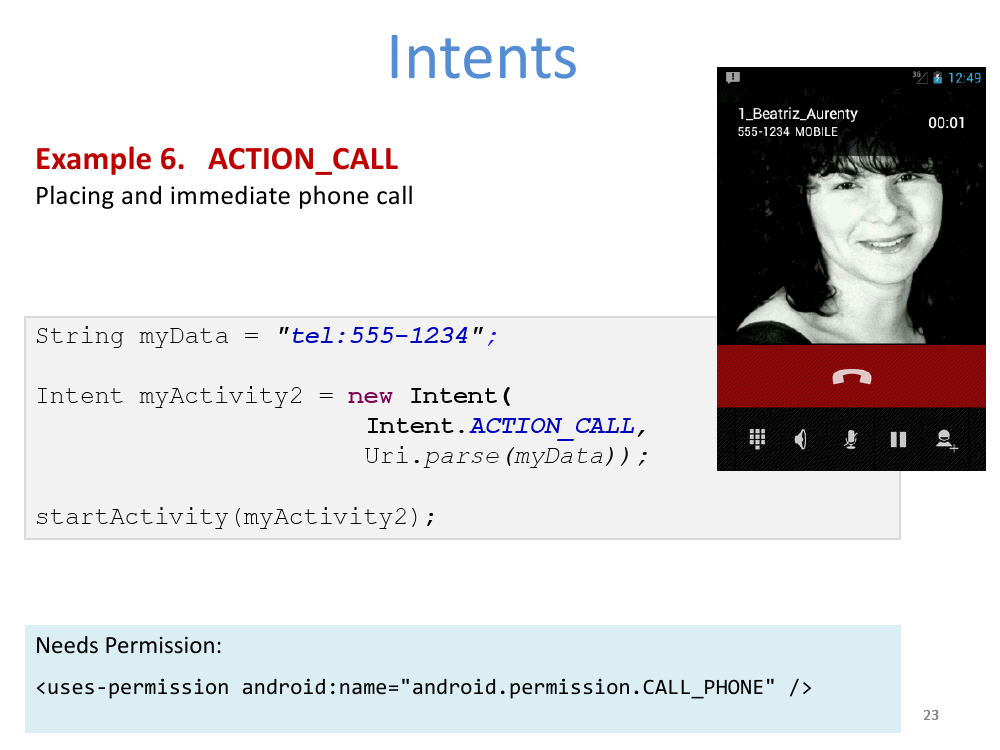 Intents
Example 6. ACTION_CALL
Placing and immediate phone call
3G 12:49
1_Beatriz_Aurenty
555-1234 MOBILE
00:01
String myData = "tel:555-1234";
Intent myActivity2 = new Intent(
Intent.ACTION_CALL,
Uri.parse(myData));
startActivity(myActivity2);
Needs Permission:
<uses-permission android:name="android.permission.CALL_PHONE" />
23